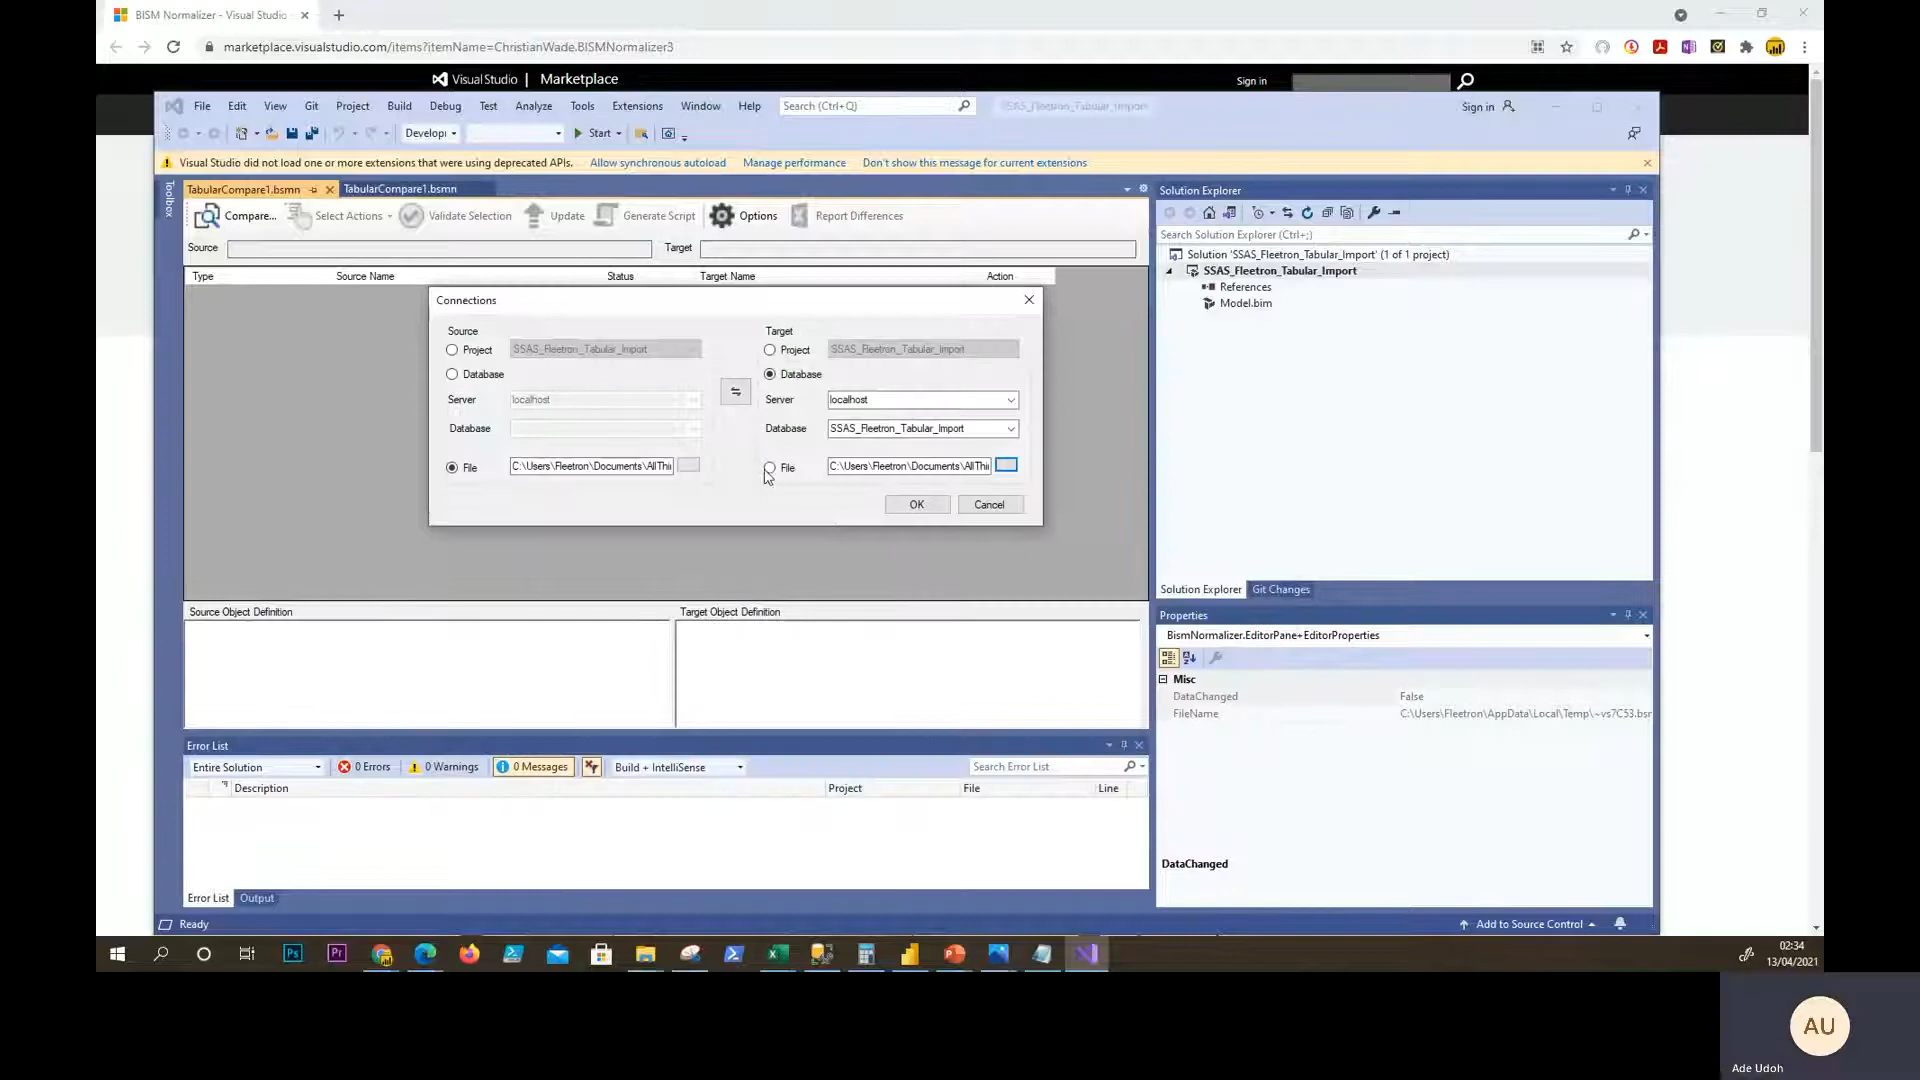 BISM Normalizer - Visual Studio
marketplace.visualstudio.com/items?itemName=ChristianWade.BISMNormalizer3
Visual Studio | Marketplace
Sign in
File Edit View Git Project Build Debug Test Analyze Tools Extensions Window Help Search (Ctrl+Q) SSAS_Fleetron_Tabular_Import Sign in
Developi Start
Visual Studio did not load one or more extensions that were using deprecated APIs. Allow synchronous autoload Manage performance Don't show this message for current extensions
Toolbox
TabularCompare1.bsmn TabularCompare1.bsmn
Compare... Select Actions Validate Selection Update Generate Script Options Report Differences
Source Target
Type Source Name Status Target Name Action
Connections
Source Target
Project SSAS_Fleetron_Tabular_Import Project SSAS_Fleetron_Tabular_Import
Database Database
Server localhost Server localhost
Database Database SSAS_Fleetron_Tabular_Import
File C:\Users\Fleetron\Documents\AllThi File C:\Users\Fleetron\Documents\AllThi
OK Cancel
Source Object Definition Target Object Definition
Error List
Entire Solution 0 Errors 0 Warnings 0 Messages Build + IntelliSense Search Error List
Description Project File Line
Error List Output
Solution Explorer
Search Solution Explorer (Ctrl+;)
Solution 'SSAS_Fleetron_Tabular_Import' (1 of 1 project)
SSAS_Fleetron_Tabular_Import
References
Model.bim
Solution Explorer Git Changes
Properties
BismNormalizer.EditorPane+EditorProperties
Misc
DataChanged False
FileName C:\Users\Fleetron\AppData\Local\Temp\~vs7C53.bsr
DataChanged
Ready Add to Source Control
Ps Pr
02:34
13/04/2021
AU
Ade Udoh